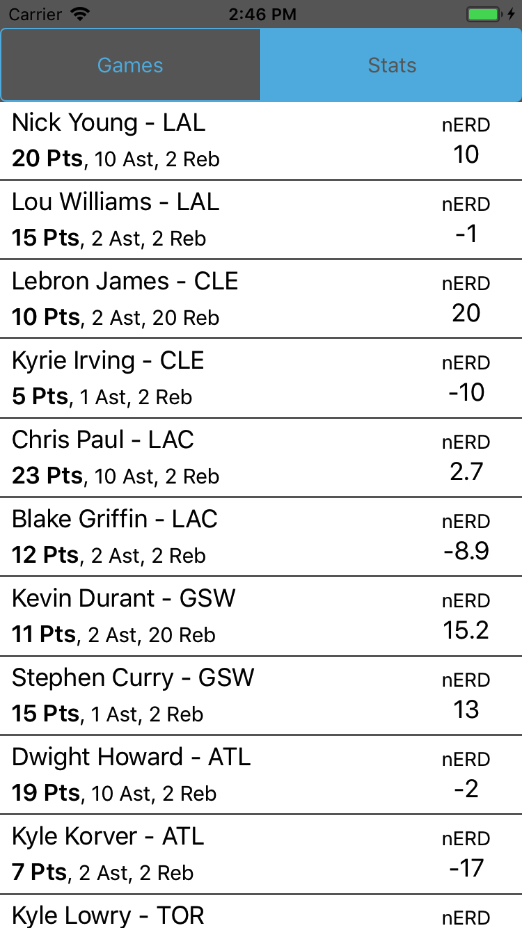 Carrier 2:46 PM
Games Stats
Nick Young - LAL nERD
20 Pts, 10 Ast, 2 Reb 10
Lou Williams - LAL nERD
15 Pts, 2 Ast, 2 Reb -1
Lebron James - CLE nERD
10 Pts, 2 Ast, 20 Reb 20
Kyrie Irving - CLE nERD
5 Pts, 1 Ast, 2 Reb -10
Chris Paul - LAC nERD
23 Pts, 10 Ast, 2 Reb 2.7
Blake Griffin - LAC nERD
12 Pts, 2 Ast, 2 Reb -8.9
Kevin Durant - GSW nERD
11 Pts, 2 Ast, 20 Reb 15.2
Stephen Curry - GSW nERD
15 Pts, 1 Ast, 2 Reb 13
Dwight Howard - ATL nERD
19 Pts, 10 Ast, 2 Reb -2
Kyle Korver - ATL nERD
7 Pts, 2 Ast, 2 Reb -17
Kyle Lowry - TOR nERD